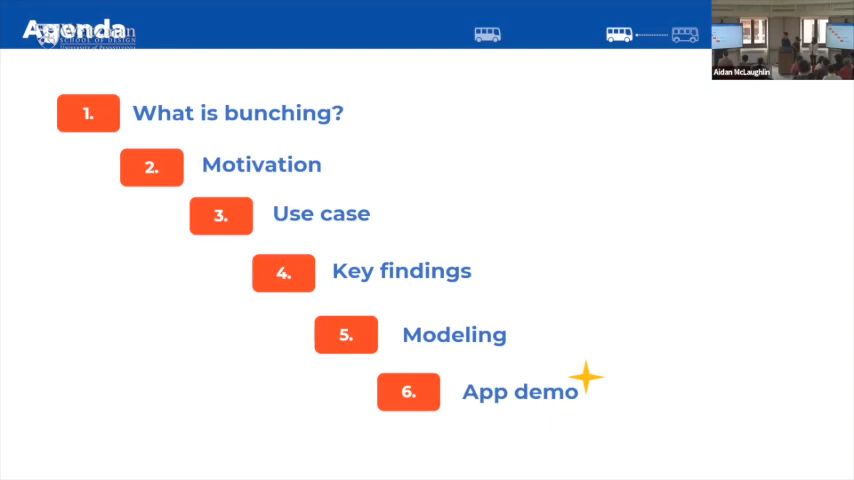 Agenda
SCHOOL OF DESIGN
UNIVERSITY OF PENNSYLVANIA
Aidan McLaughlin
1. What is bunching?
2. Motivation
3. Use case
4. Key findings
5. Modeling
6. App demo